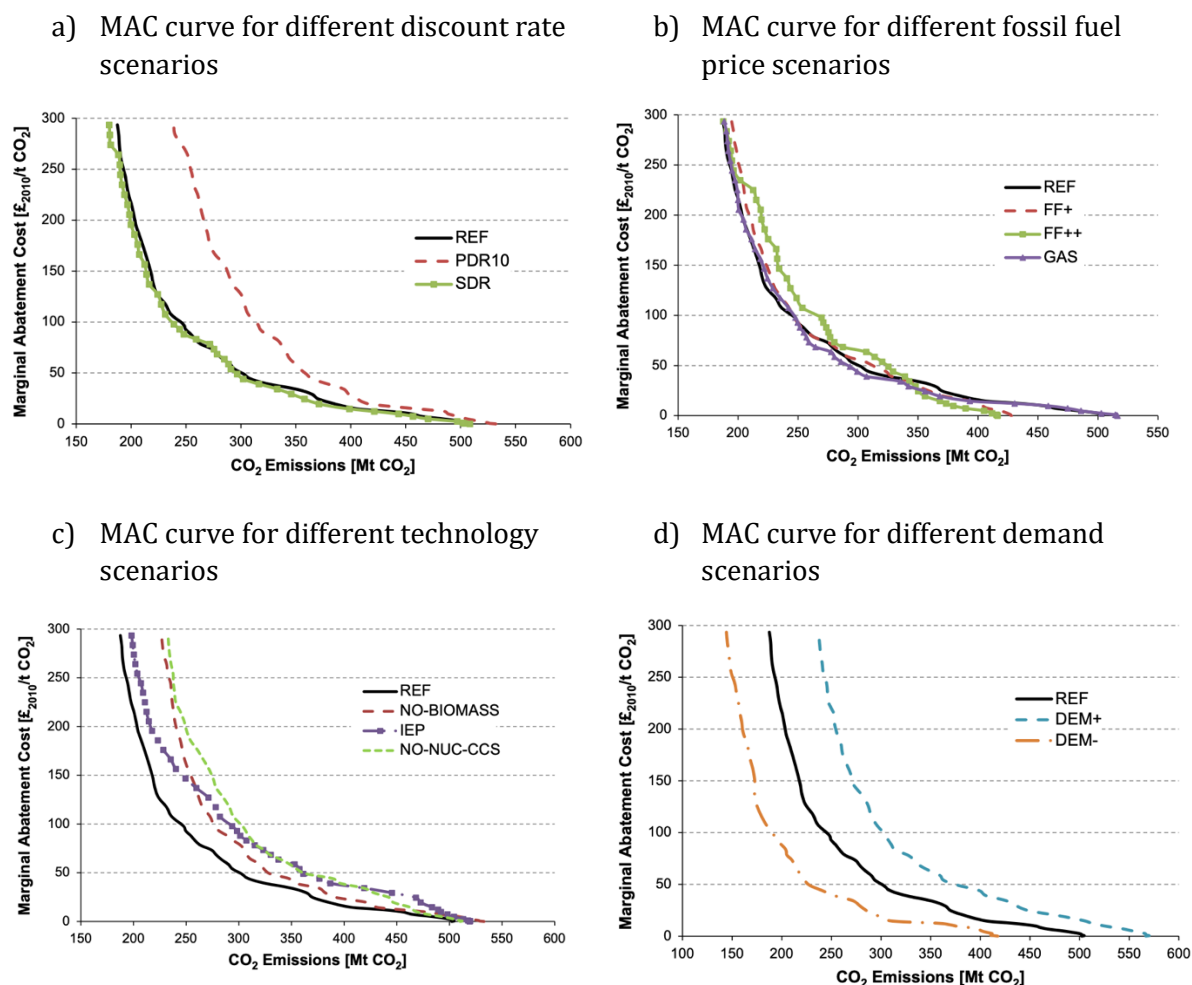 a) MAC curve for different discount rate
scenarios
300
250
200
150
100
50
0
150 200 250 300 350 400 450 500 550 600
Marginal Abatement Cost [£2010/t CO2]
CO2 Emissions [Mt CO2]
REF
PDR10
SDR
b) MAC curve for different fossil fuel
price scenarios
300
250
200
150
100
50
0
150 200 250 300 350 400 450 500 550
Marginal Abatement Cost [£2010/t CO2]
CO2 Emissions [Mt CO2]
REF
FF+
FF++
GAS
c) MAC curve for different technology
scenarios
300
250
200
150
100
50
0
150 200 250 300 350 400 450 500 550 600
Marginal Abatement Cost [£2010/t CO2]
CO2 Emissions [Mt CO2]
REF
NO-BIOMASS
IEP
NO-NUC-CCS
d) MAC curve for different demand
scenarios
300
250
200
150
100
50
0
100 150 200 250 300 350 400 450 500 550 600
Marginal Abatement Cost [£2010/t CO2]
CO2 Emissions [Mt CO2]
REF
DEM+
DEM-